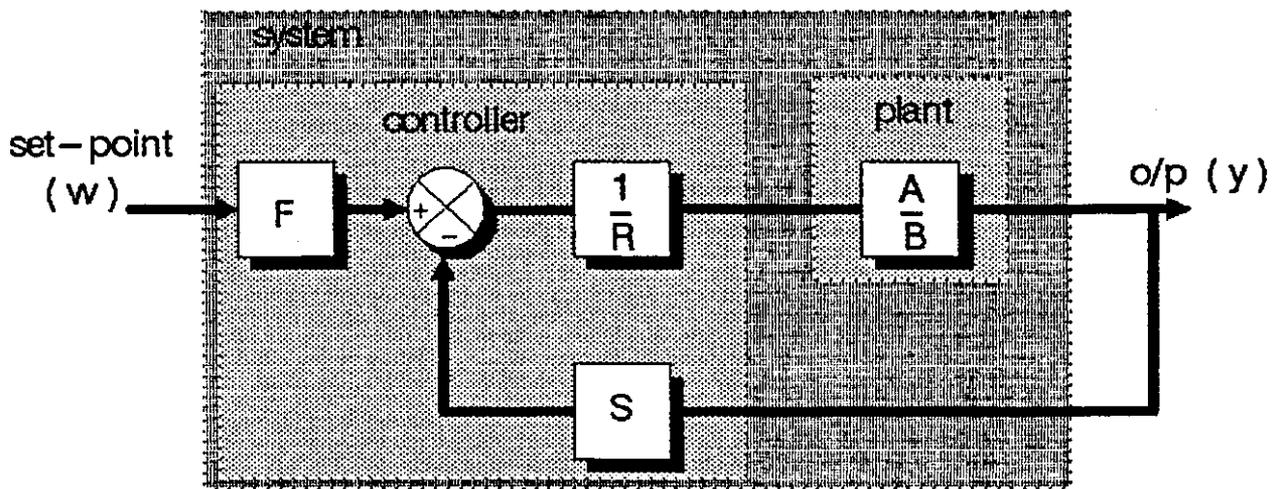 system
controller
plant
set-point
(w)
o/p (y)
F
+
-
1
R
A
B
S